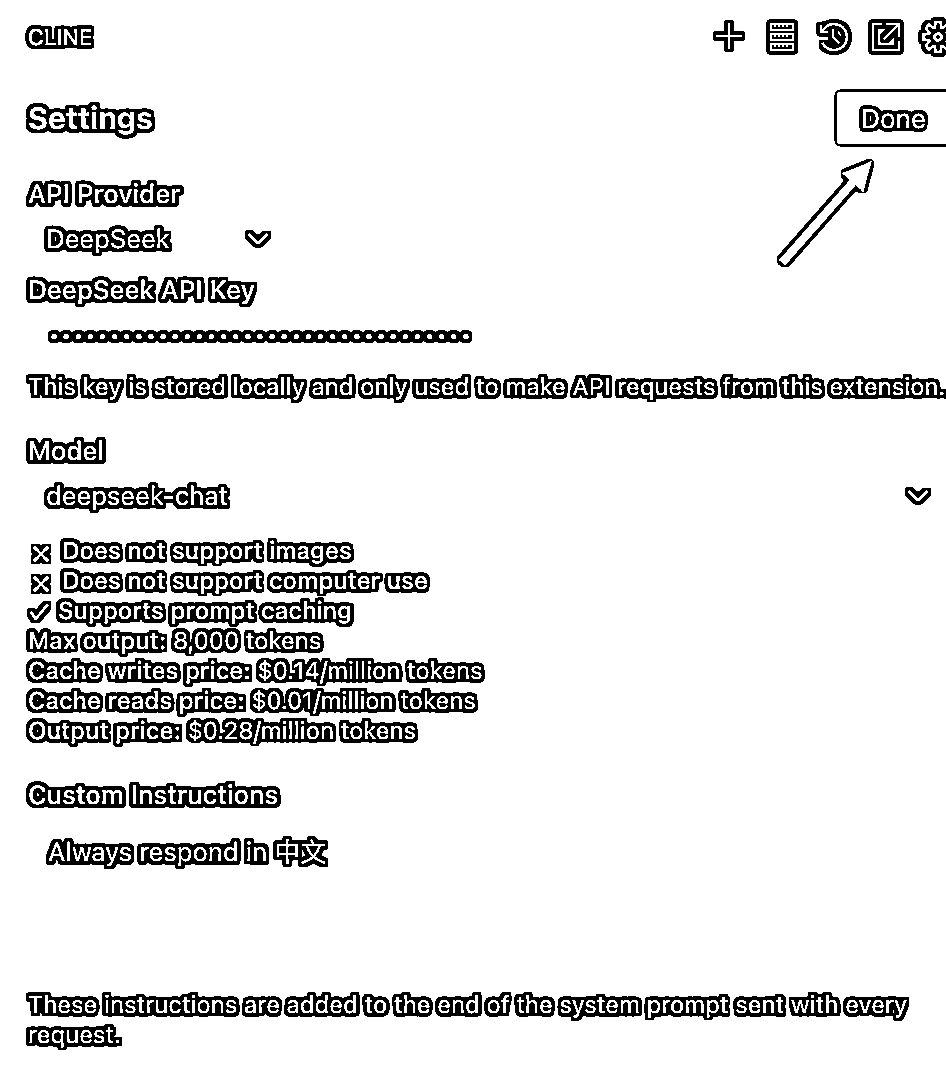 CLINE
Settings
Done
API Provider
DeepSeek
DeepSeek API Key
This key is stored locally and only used to make API requests from this extension.
Model
deepseek-chat
Does not support images
Does not support computer use
Supports prompt caching
Max output: 8,000 tokens
Cache writes price: $0.14/million tokens
Cache reads price: $0.01/million tokens
Output price: $0.28/million tokens
Custom Instructions
Always respond in 中文
These instructions are added to the end of the system prompt sent with every
request.